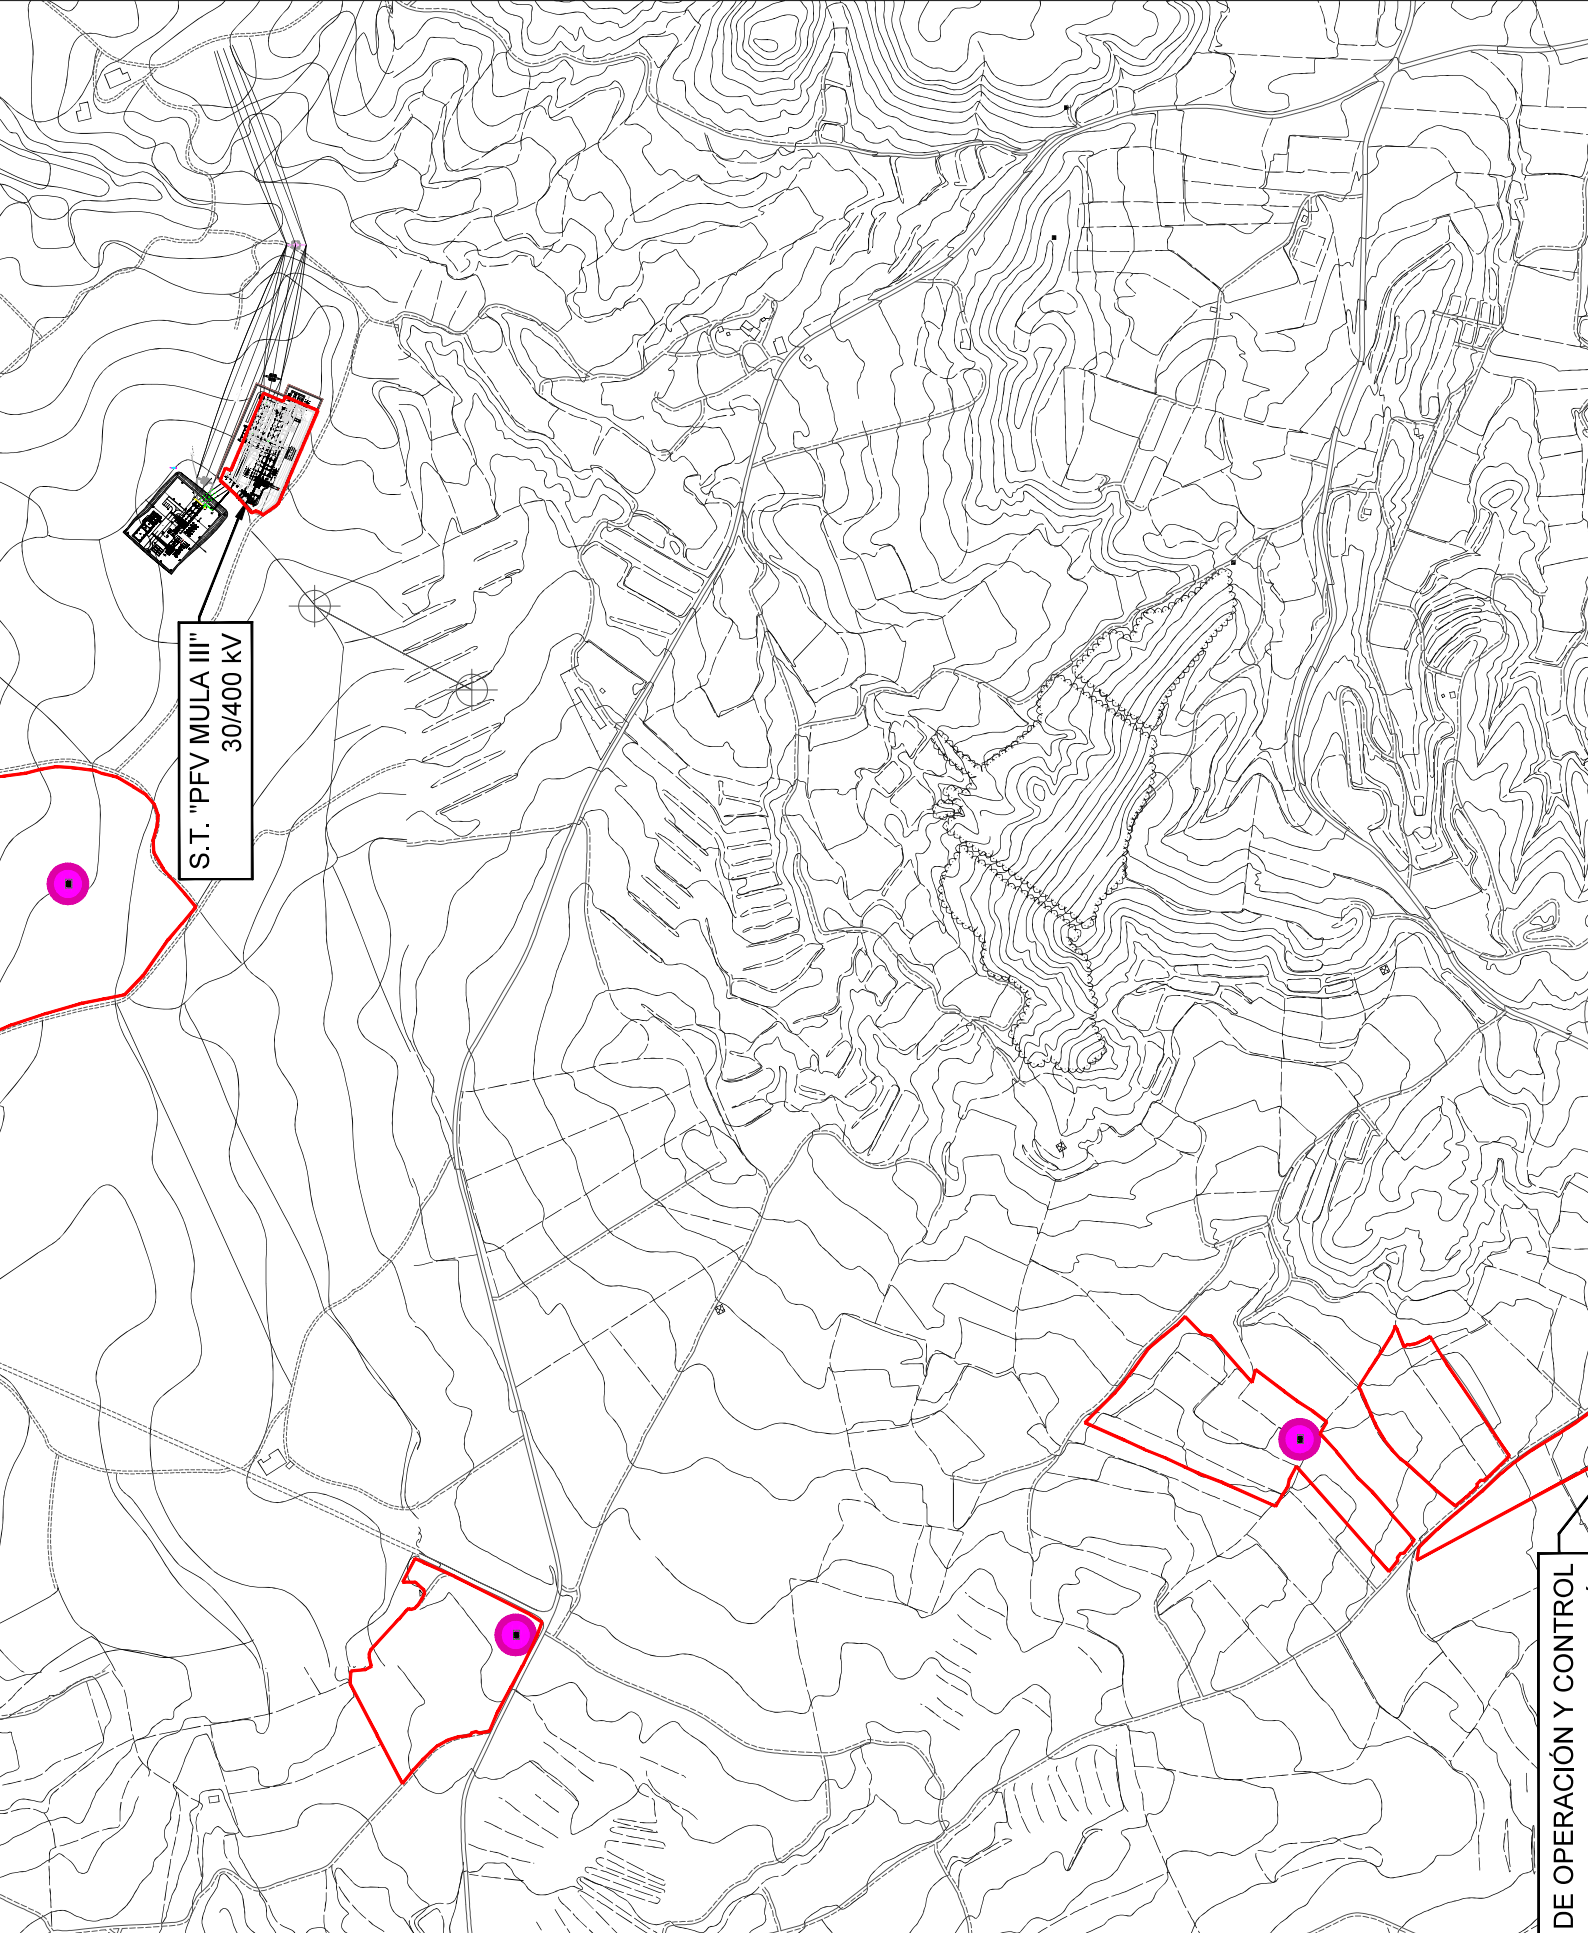 S.T. "PFV MULA III"
30/400 kV
DE OPERACIÓN Y CONTROL